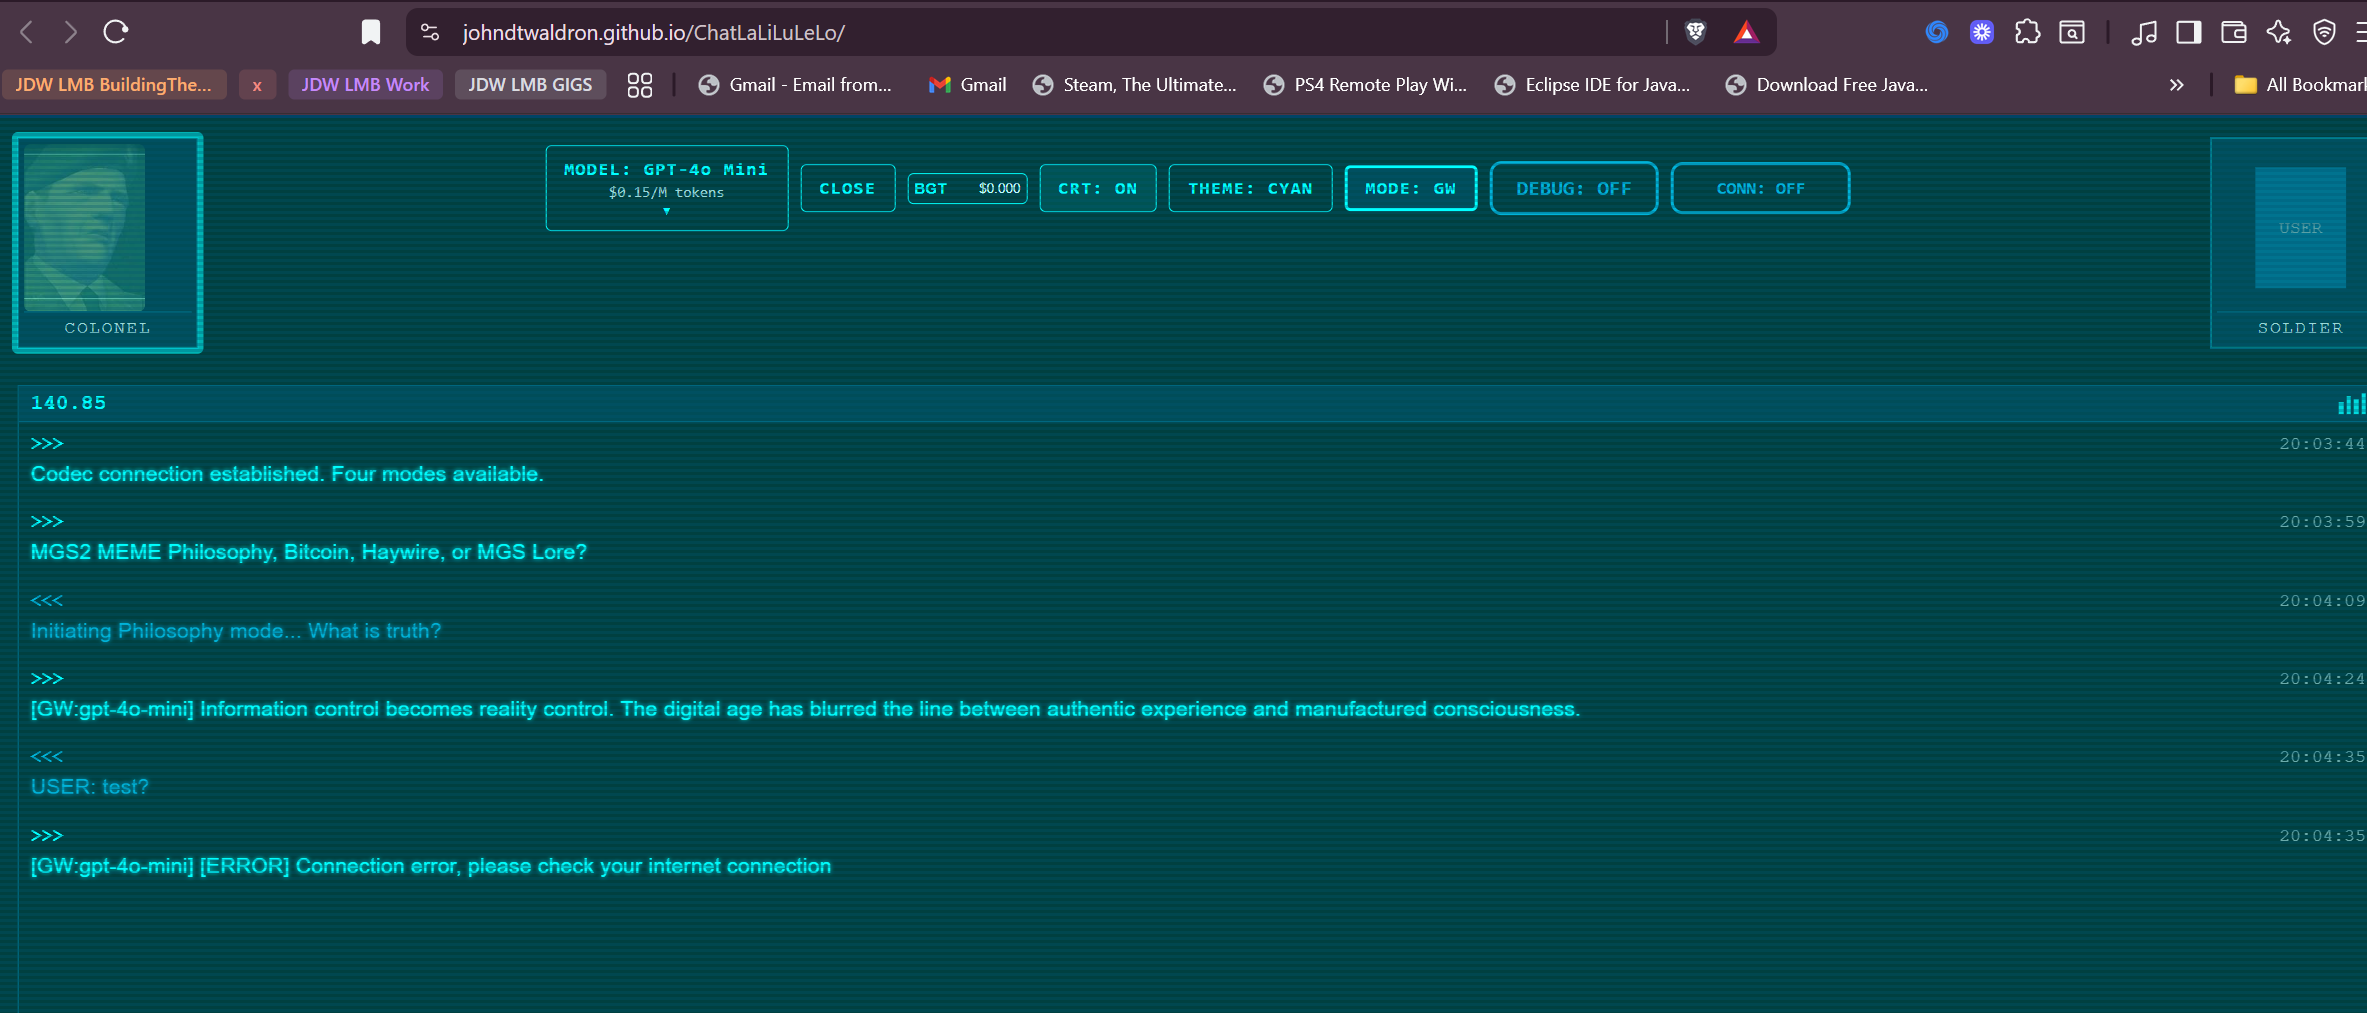 johndtwaldron.github.io/ChatLaLiLuLeLo/
JDW LMB BuildingThe... x JDW LMB Work JDW LMB GIGS Gmail - Email from... Gmail Steam, The Ultimate... PS4 Remote Play Wi... Eclipse IDE for Java... Download Free Java... » All Bookmar
MODEL: GPT-4o Mini
$0.15/M tokens
▼
CLOSE
BGT $0.000
CRT: ON
THEME: CYAN
MODE: GW
DEBUG: OFF
CONN: OFF
COLONEL
USER
SOLDIER
140.85
>>> 20:03:44
Codec connection established. Four modes available.
>>> 20:03:59
MGS2 MEME Philosophy, Bitcoin, Haywire, or MGS Lore?
<<< 20:04:09
Initiating Philosophy mode... What is truth?
>>> 20:04:24
[GW:gpt-4o-mini] Information control becomes reality control. The digital age has blurred the line between authentic experience and manufactured consciousness.
<<< 20:04:35
USER: test?
>>> 20:04:35
[GW:gpt-4o-mini] [ERROR] Connection error, please check your internet connection